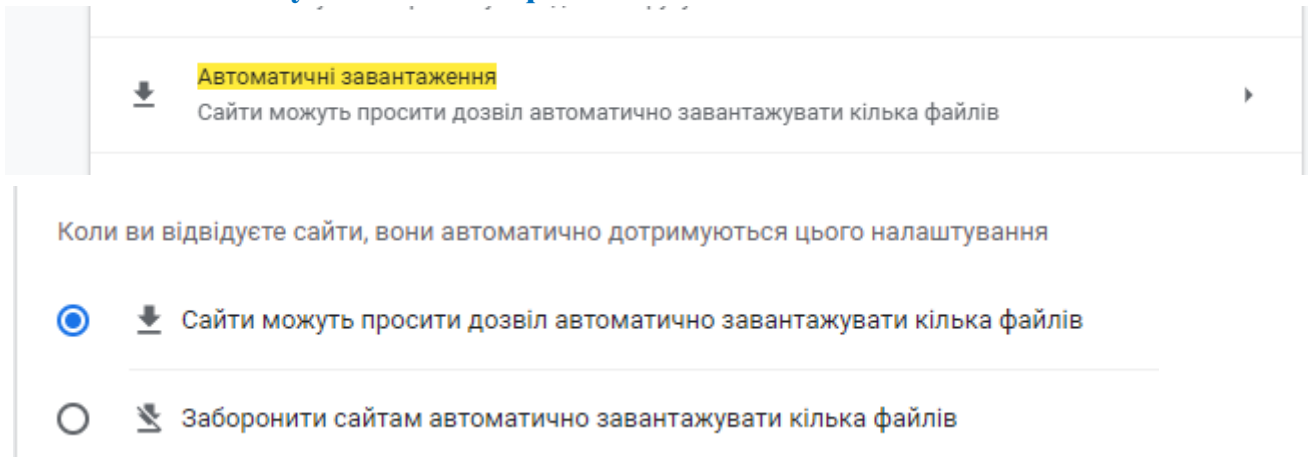 Автоматичні завантаження
Сайти можуть просити дозвіл автоматично завантажувати кілька файлів
Коли ви відвідуєте сайти, вони автоматично дотримуються цього налаштування
Сайти можуть просити дозвіл автоматично завантажувати кілька файлів
Заборонити сайтам автоматично завантажувати кілька файлів